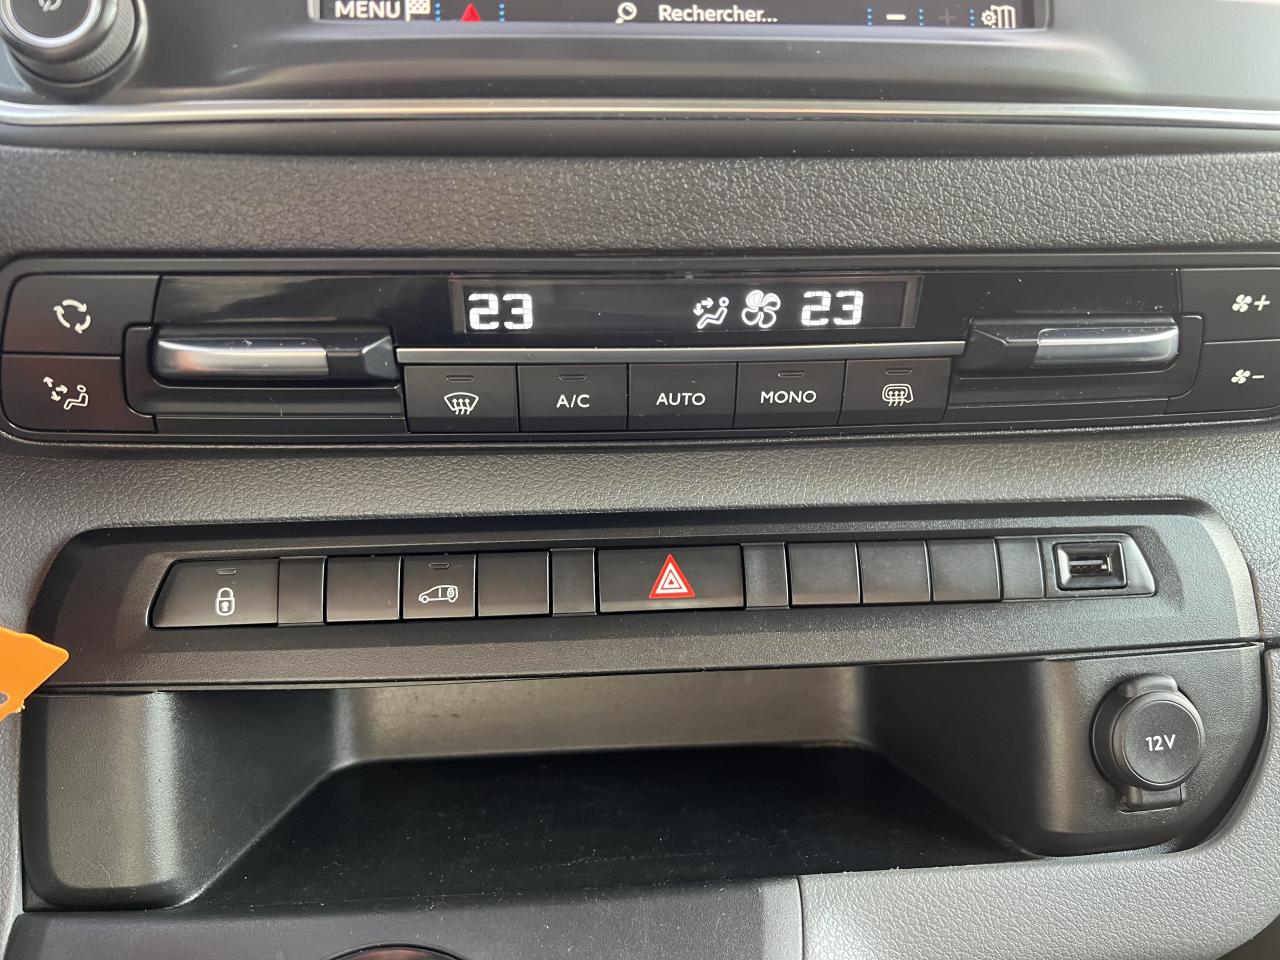 MENU Rechercher... - +
23 23
+
A/C AUTO MONO
-
12V